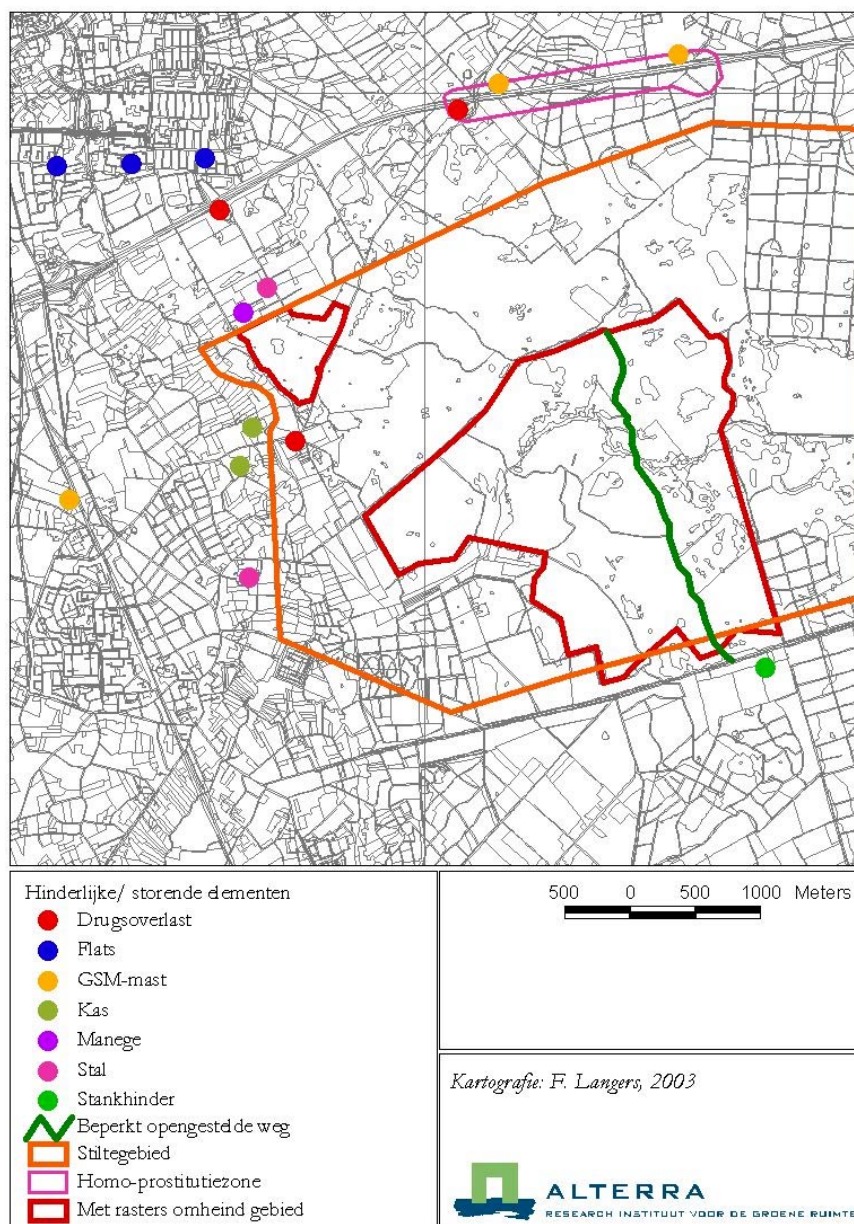 Hinderlijke/ storende elementen
Drugsoverlast
Flats
GSM-mast
Kas
Manege
Stal
Stankhinder
Beperkt opengestelde weg
Stiltegebied
Homo-prostitutiezone
Met rasters omheind gebied
500 0 500 1000 Meters
Kartografie: F. Langers, 2003
ALTERRA
RESEARCH INSTITUUT VOOR DE GROENE RUIMTE